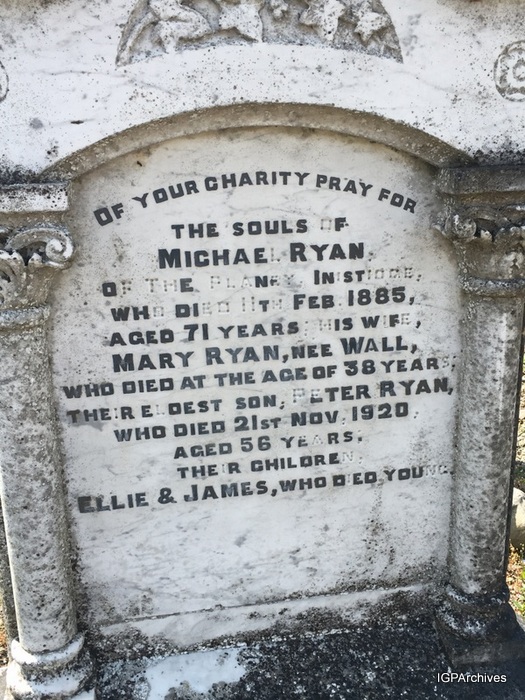 OF YOUR CHARITY PRAY FOR
THE SOULS OF
MICHAEL RYAN
OF THE PLANE, INISTIOGE,
WHO DIED 11TH FEB. 1885,
AGED 71 YEARS HIS WIFE,
MARY RYAN, NEE WALL,
WHO DIED AT THE AGE OF 38 YEARS
THEIR ELDEST SON, PETER RYAN,
WHO DIED 21ST NOV. 1920,
AGED 56 YEARS,
THEIR CHILDREN
ELLIE & JAMES, WHO DIED YOUNG.
IGPArchives